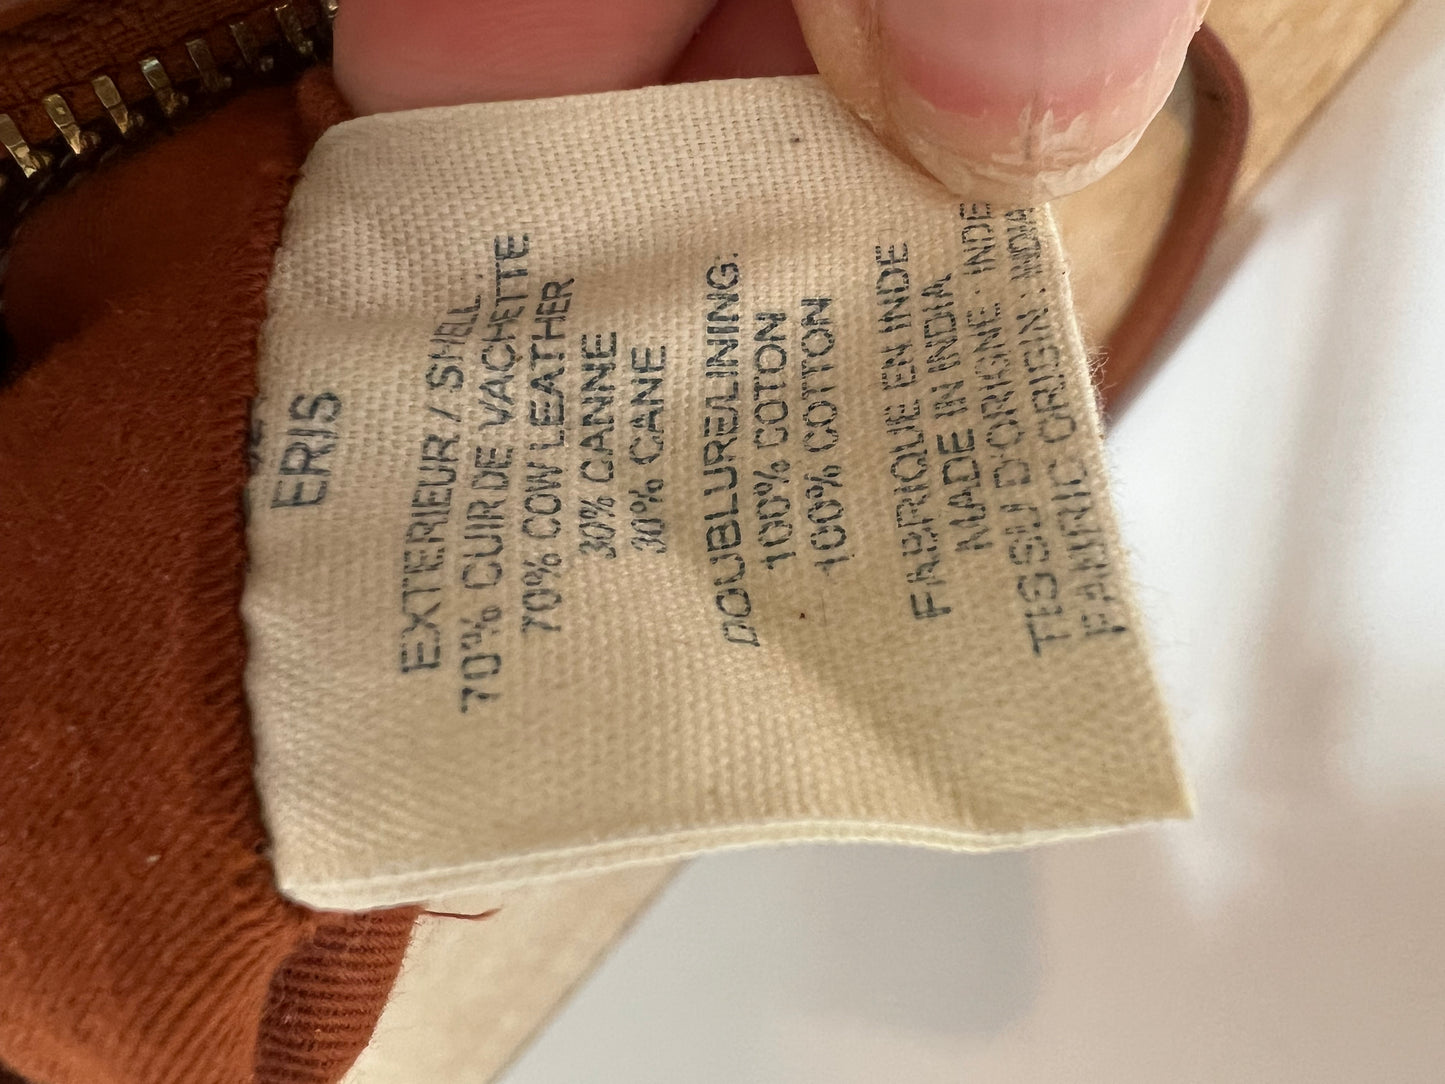 ERIS
EXTERIEUR / SHELL
70% CUIR DE VACHETTE
70% COW LEATHER
30% CANNE
30% CANE
DOUBLURE/LINING:
100% COTON
100% COTTON
FABRIQUE EN INDE
MADE IN INDIA
TISSU D'ORIGNE : INDE
FABRIC ORIGIN : INDIA